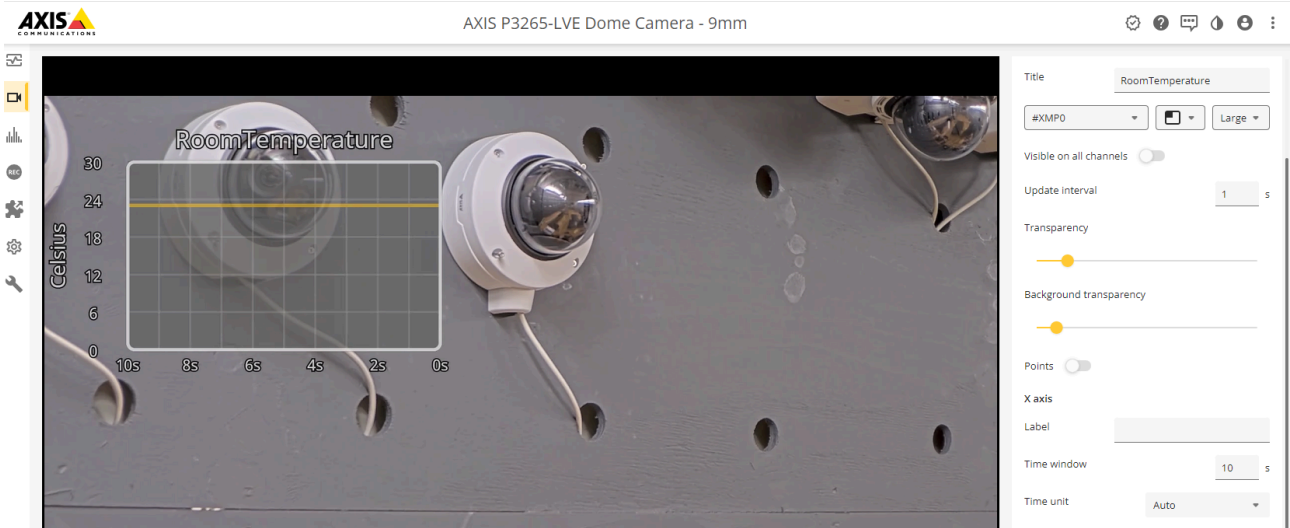 AXIS
COMMUNICATIONS
AXIS P3265-LVE Dome Camera - 9mm
REC
RoomTemperature
Celsius
30
24
18
12
6
0
10s 8s 6s 4s 2s 0s
Title RoomTemperature
#XMP0 Large
Visible on all channels
Update interval 1 s
Transparency
Background transparency
Points
X axis
Label
Time window 10 s
Time unit Auto